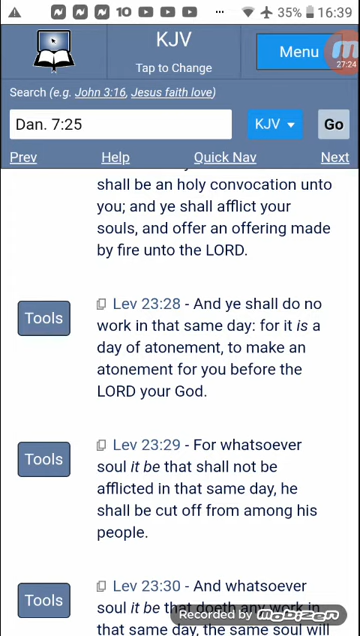 10 ... 35% 16:39
KJV
Tap to Change
Menu
27:24
Search (e.g. John 3:16, Jesus faith love)
Dan. 7:25
KJV
Go
Prev
Help
Quick Nav
Next
shall be an holy convocation unto
you; and ye shall afflict your
souls, and offer an offering made
by fire unto the LORD.
Tools
Lev 23:28 - And ye shall do no
work in that same day: for it is a
day of atonement, to make an
atonement for you before the
LORD your God.
Tools
Lev 23:29 - For whatsoever
soul it be that shall not be
afflicted in that same day, he
shall be cut off from among his
people.
Tools
Lev 23:30 - And whatsoever
soul it be that doeth any work in
that same day, the same soul will
Recorded by mobizen